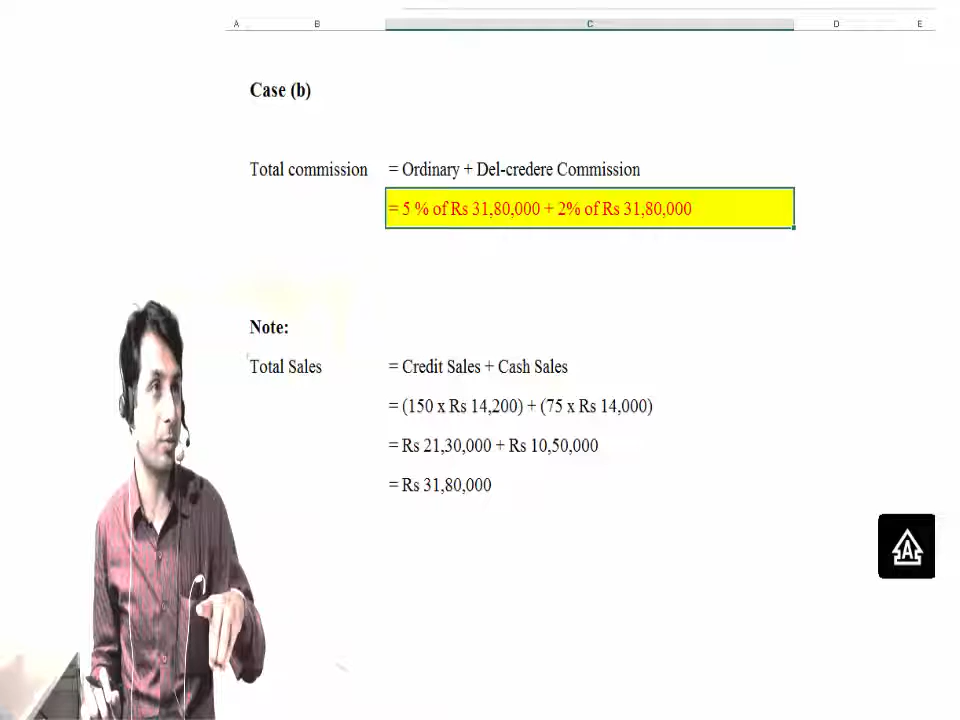 A B C D E
Case (b)
Total commission = Ordinary + Del-credere Commission
= 5 % of Rs 31,80,000 + 2% of Rs 31,80,000
Note:
Total Sales = Credit Sales + Cash Sales
= (150 x Rs 14,200) + (75 x Rs 14,000)
= Rs 21,30,000 + Rs 10,50,000
= Rs 31,80,000
A